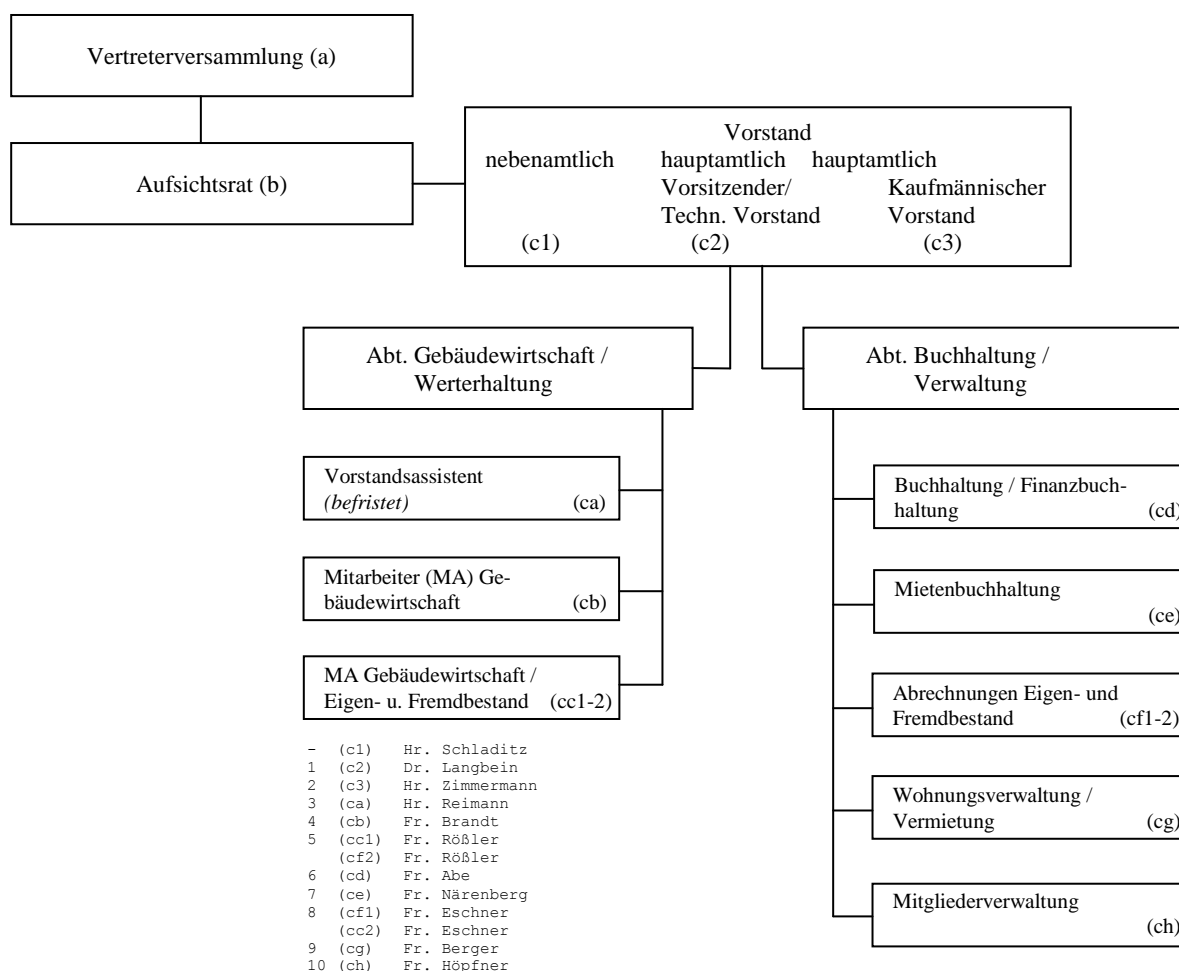 Vertreterversammlung (a)
Aufsichtsrat (b)
Vorstand
nebenamtlich hauptamtlich hauptamtlich
Vorsitzender/ Kaufmännischer
Techn. Vorstand Vorstand
(c1) (c2) (c3)
Abt. Gebäudewirtschaft /
Werterhaltung
Abt. Buchhaltung /
Verwaltung
Vorstandsassistent
(befristet) (ca)
Mitarbeiter (MA) Ge-
bäudewirtschaft (cb)
MA Gebäudewirtschaft /
Eigen- u. Fremdbestand (cc1-2)
Buchhaltung / Finanzbuch-
haltung (cd)
Mietenbuchhaltung
(ce)
Abrechnungen Eigen- und
Fremdbestand (cf1-2)
Wohnungsverwaltung /
Vermietung (cg)
Mitgliederverwaltung
(ch)
- (c1) Hr. Schladitz
1 (c2) Dr. Langbein
2 (c3) Hr. Zimmermann
3 (ca) Hr. Reimann
4 (cb) Fr. Brandt
5 (cc1) Fr. Rößler
(cf2) Fr. Rößler
6 (cd) Fr. Abe
7 (ce) Fr. Närenberg
8 (cf1) Fr. Eschner
(cc2) Fr. Eschner
9 (cg) Fr. Berger
10 (ch) Fr. Höpfner